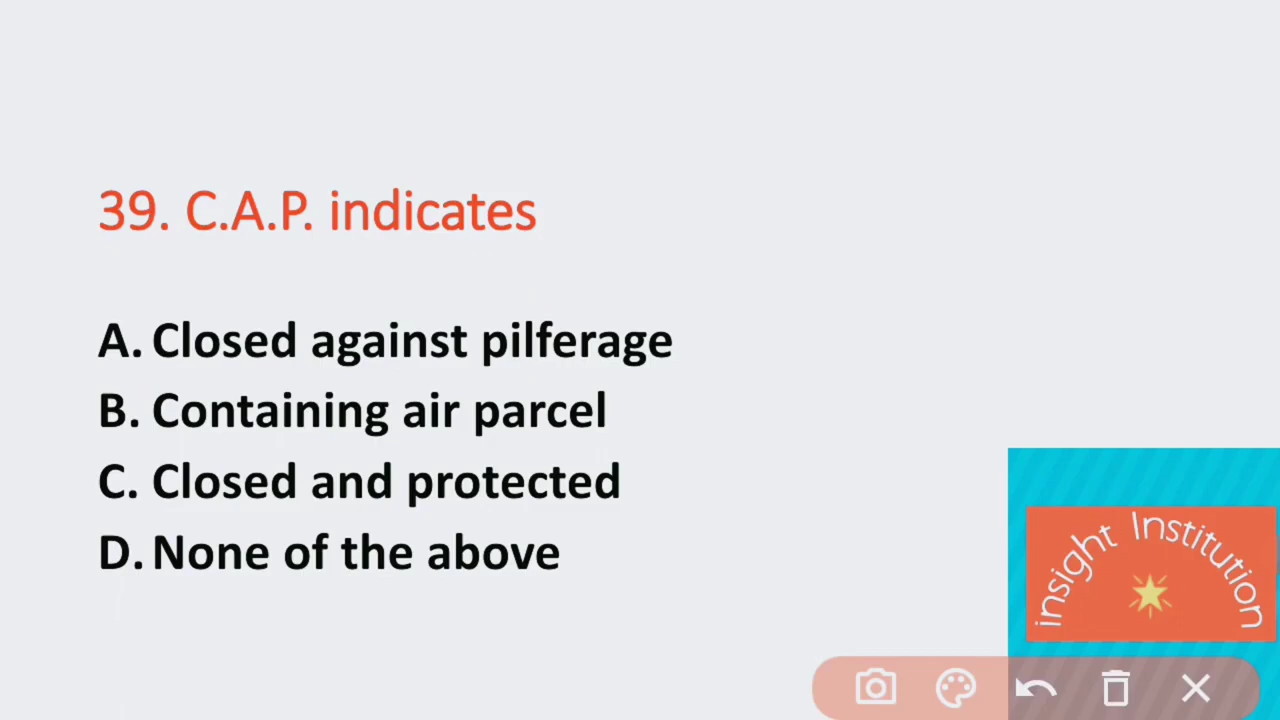 39. C.A.P. indicates
A. Closed against pilferage
B. Containing air parcel
C. Closed and protected
D. None of the above
insight Institution